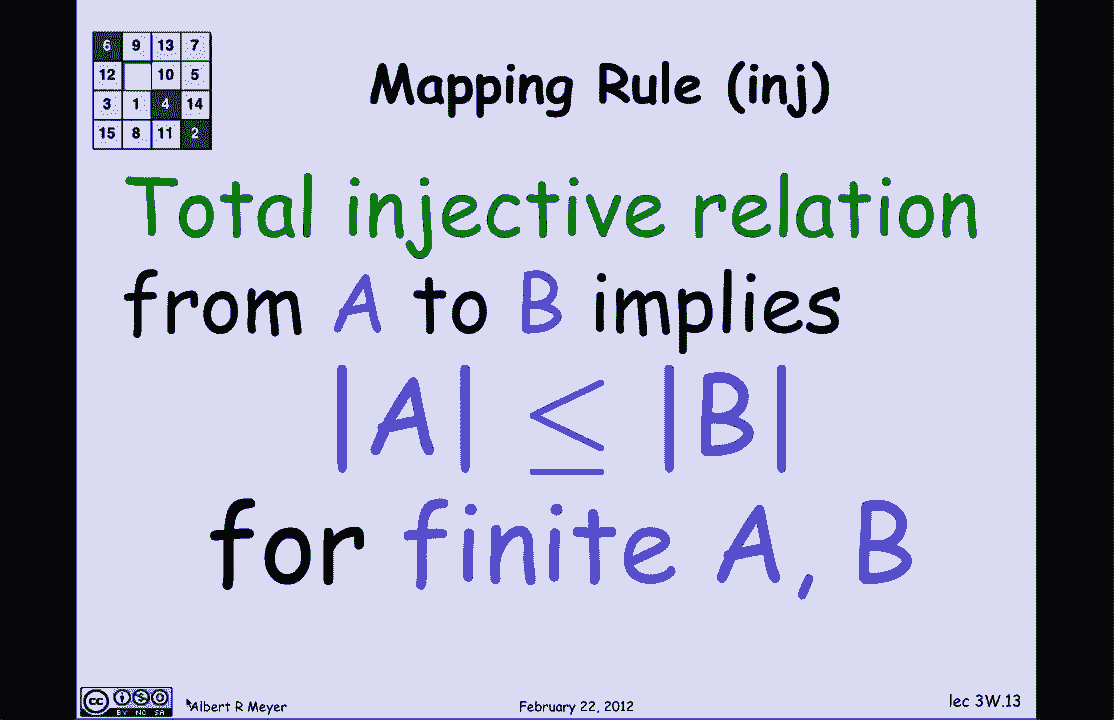 6 9 13 7
12 10 5
3 1 4 14
15 8 11 2
Mapping Rule (inj)
Total injective relation
from A to B implies
|A| ≤ |B|
for finite A, B
cc BY NC SA
Albert R Meyer
February 22, 2012
lec 3W.13